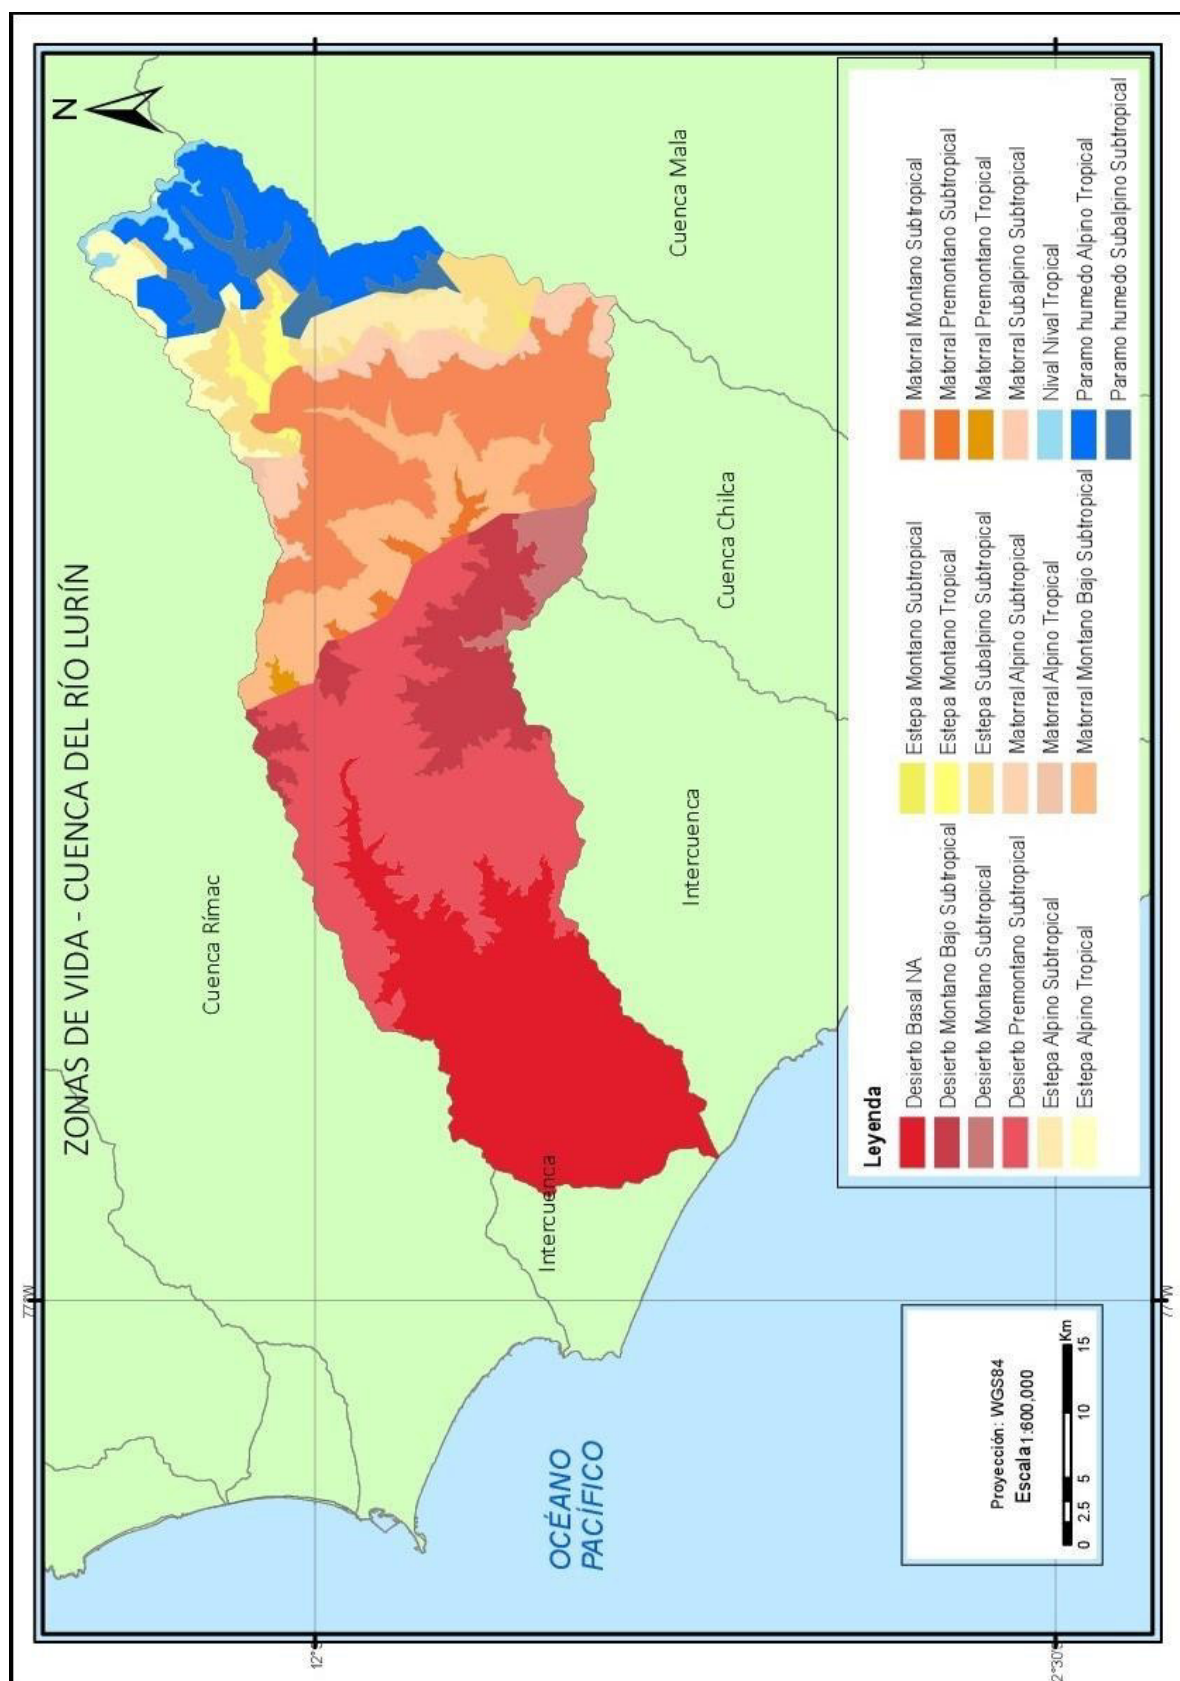 ZONAS DE VIDA - CUENCA DEL RÍO LURÍN
N
77°W
12°S
Cuenca Rímac
Cuenca Mala
Cuenca Chilca
Intercuenca
Intercuenca
OCÉANO
PACÍFICO
Proyección: WGS84
Escala1:600,000
0 2.5 5 10 15
Km
Leyenda
Desierto Basal NA
Desierto Montano Bajo Subtropical
Desierto Montano Subtropical
Desierto Premontano Subtropical
Estepa Alpino Subtropical
Estepa Alpino Tropical
Estepa Montano Subtropical
Estepa Montano Tropical
Estepa Subalpino Subtropical
Matorral Alpino Subtropical
Matorral Alpino Tropical
Matorral Montano Bajo Subtropical
Matorral Montano Subtropical
Matorral Premontano Subtropical
Matorral Premontano Tropical
Matorral Subalpino Subtropical
Nival Nival Tropical
Paramo humedo Alpino Tropical
Paramo humedo Subalpino Subtropical